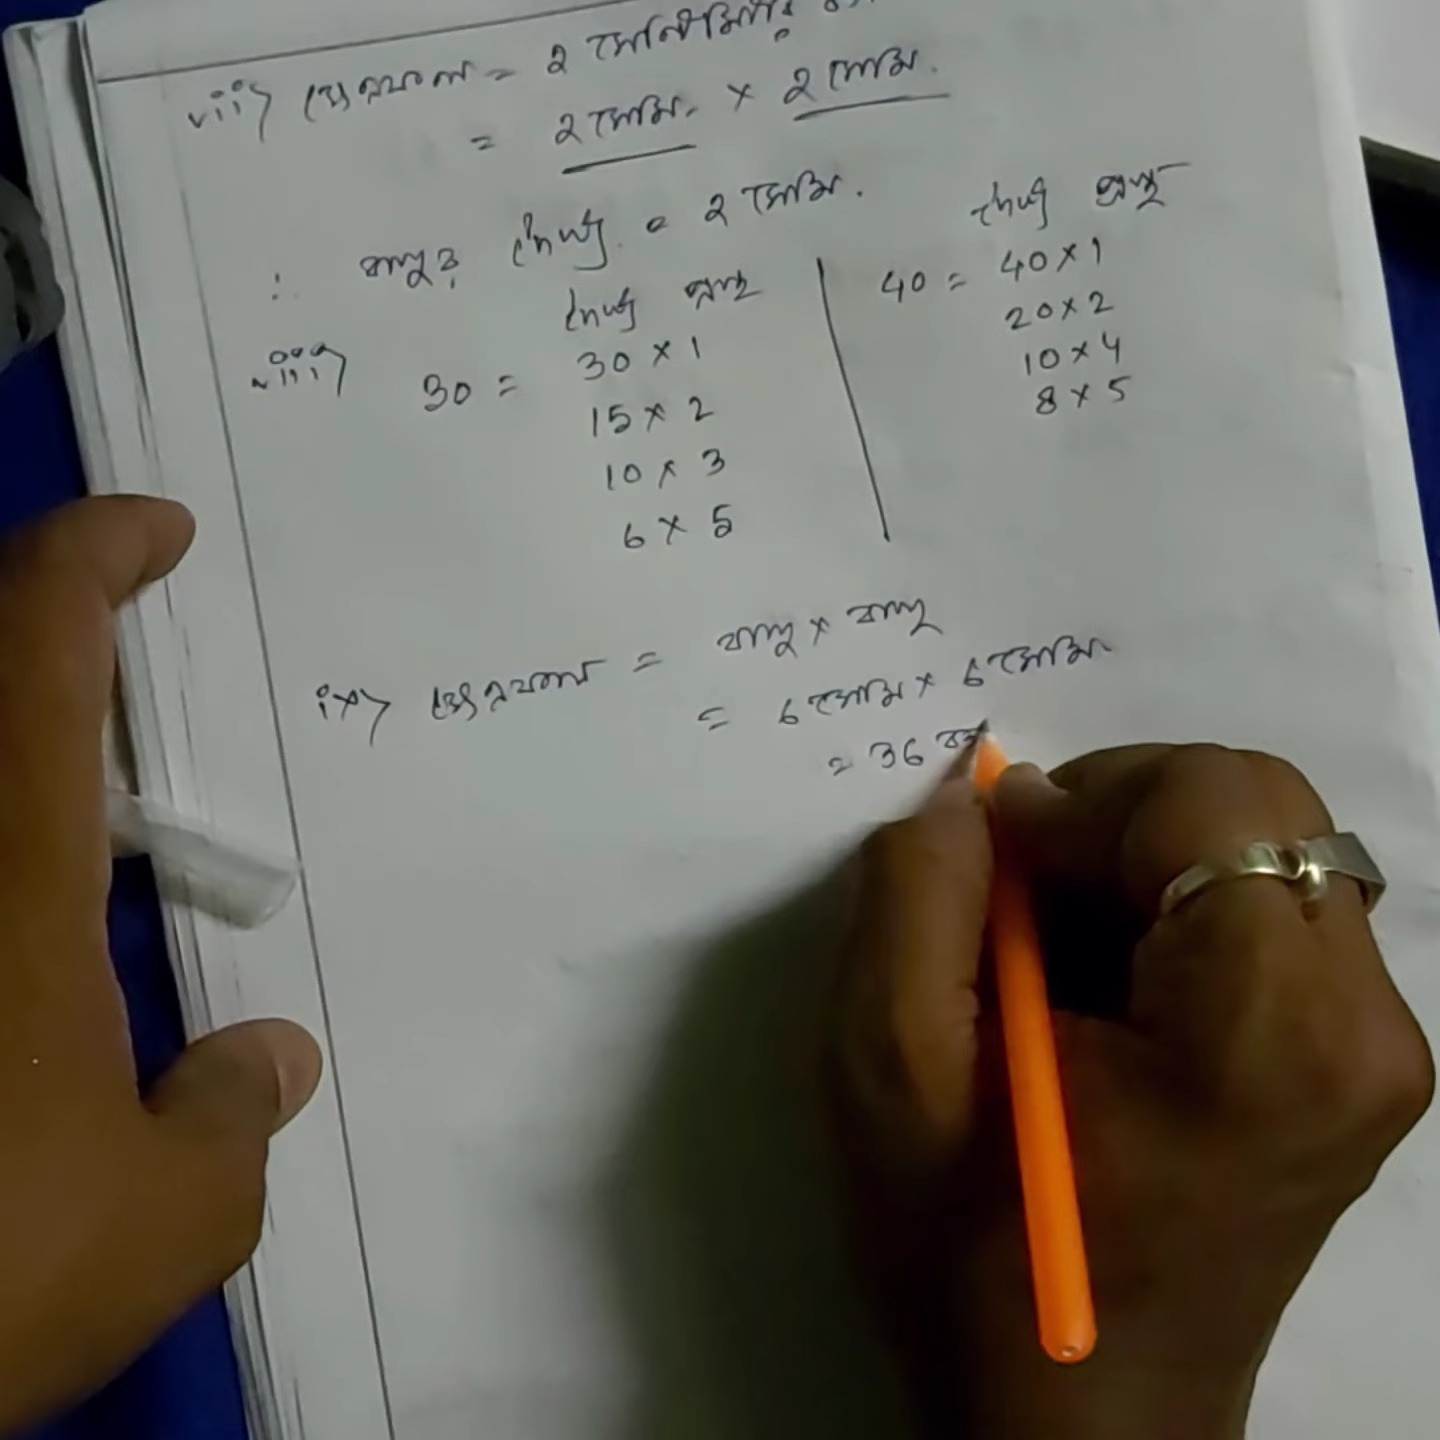 vii) ক্ষেত্রফল = 2 সেন্টিমিটার
= 2 সেমি. × 2 সেমি.
∴ বাহুর দৈর্ঘ্য = 2 সেমি.
দৈর্ঘ্য প্রস্থ
viii) 30 = 30 × 1
15 × 2
10 × 3
6 × 5
দৈর্ঘ্য প্রস্থ
40 = 40 × 1
20 × 2
10 × 4
8 × 5
ix) ক্ষেত্রফল = বাহু × বাহু
= 6 সেমি × 6 সেমি.
= 36